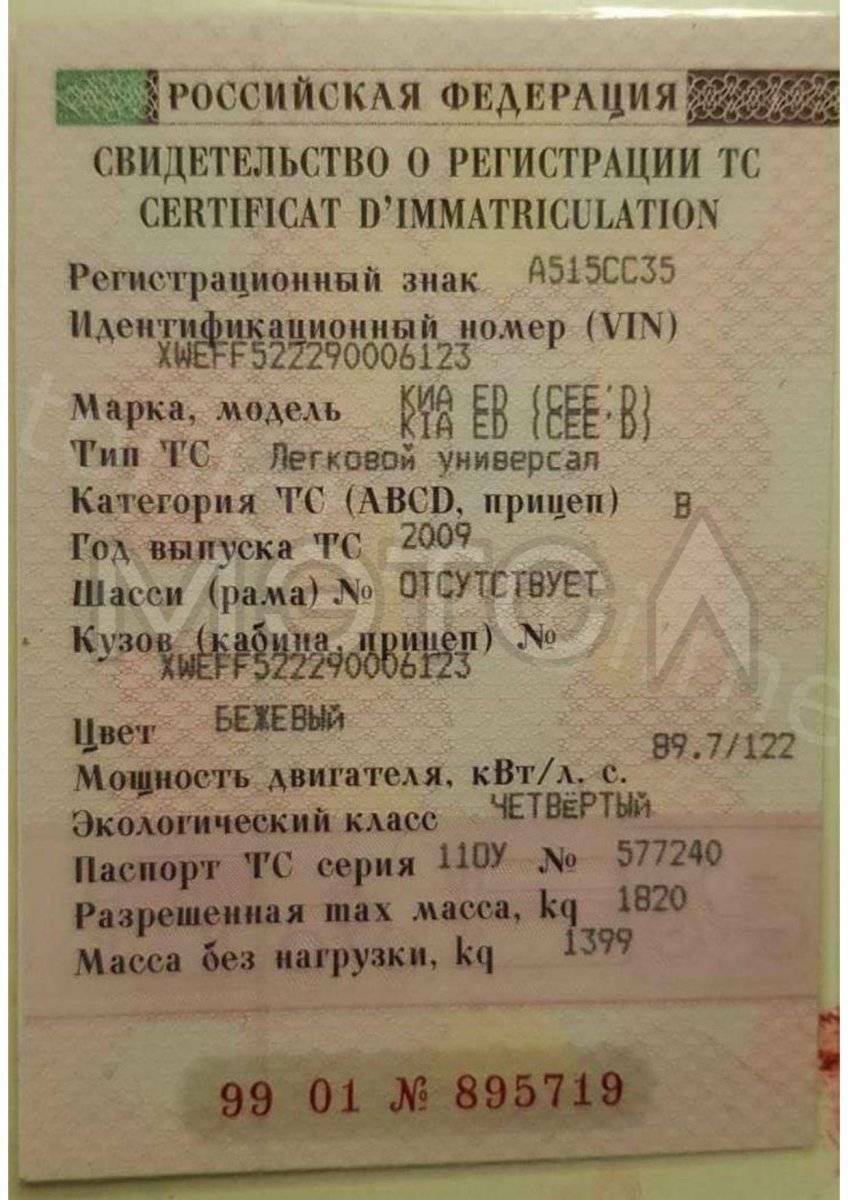 РОССИЙСКАЯ ФЕДЕРАЦИЯ
СВИДЕТЕЛЬСТВО О РЕГИСТРАЦИИ ТС
CERTIFICAT D'IMMATRICULATION
Регистрационный знак А515СС35
Идентификационный номер (VIN)
XWEFF522290006123
Марка, модель КИА ED (CEE'D)
KIA ED (CEE'D)
Тип ТС Легковой универсал
Категория ТС (ABCD, прицеп) B
Год выпуска ТС 2009
Шасси (рама) № ОТСУТСТВУЕТ
Кузов (кабина, прицеп) №
XWEFF522290006123
Цвет БЕЖЕВЫЙ
Мощность двигателя, кВт/л. с. 89.7/122
Экологический класс ЧЕТВЁРТЫЙ
Паспорт ТС серия 11ОУ № 577240
Разрешенная max масса, kq 1820
Масса без нагрузки, kq 1399
99 01 № 895719